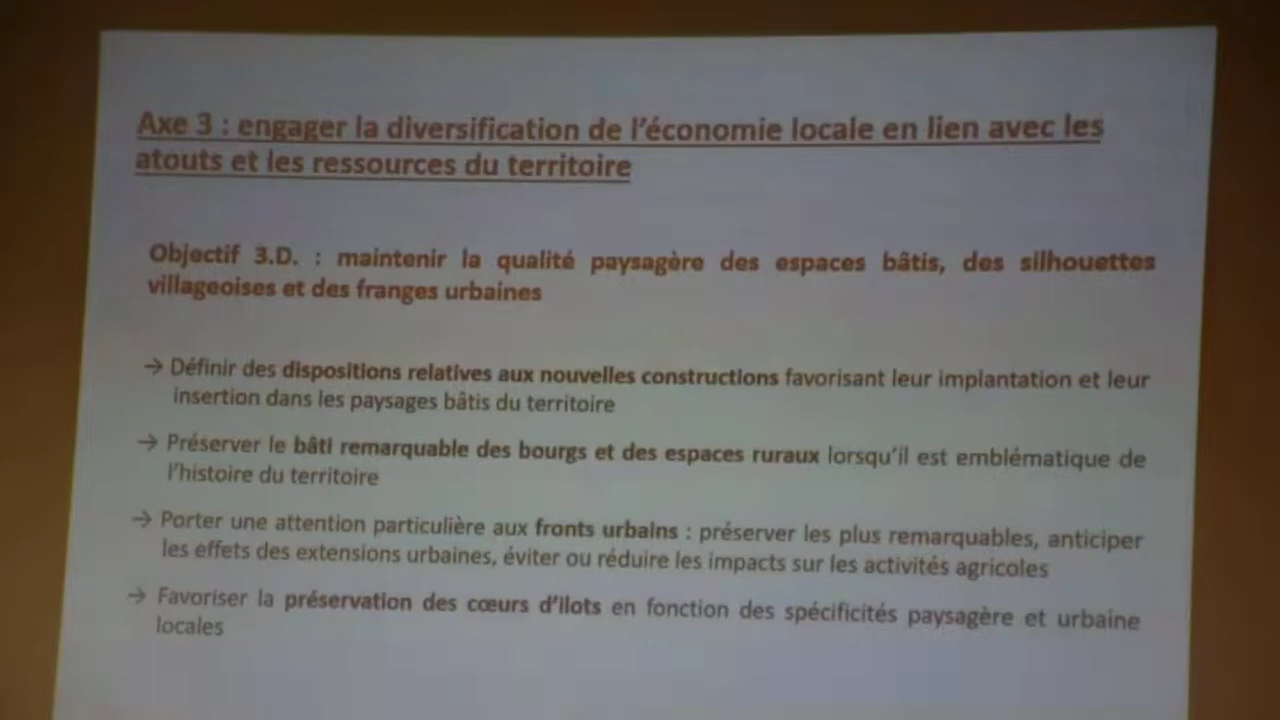 Axe 3 : engager la diversification de l'économie locale en lien avec les
atouts et les ressources du territoire
Objectif 3.D. : maintenir la qualité paysagère des espaces bâtis, des silhouettes
villageoises et des franges urbaines
→ Définir des dispositions relatives aux nouvelles constructions favorisant leur implantation et leur
insertion dans les paysages bâtis du territoire
→ Préserver le bâti remarquable des bourgs et des espaces ruraux lorsqu'il est emblématique de
l'histoire du territoire
→ Porter une attention particulière aux fronts urbains : préserver les plus remarquables, anticiper
les effets des extensions urbaines, éviter ou réduire les impacts sur les activités agricoles
→ Favoriser la préservation des cœurs d'ilots en fonction des spécificités paysagère et urbaine
locales